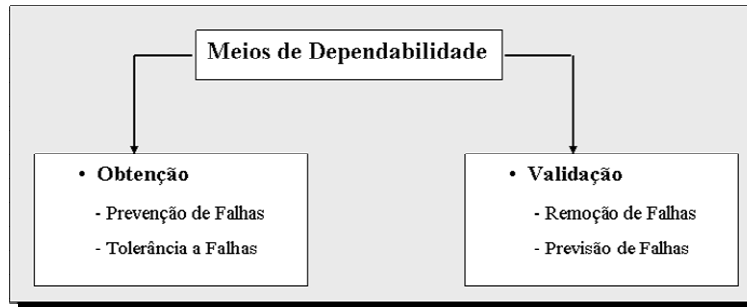 Meios de Dependabilidade
• Obtenção
- Prevenção de Falhas
- Tolerância a Falhas
• Validação
- Remoção de Falhas
- Previsão de Falhas